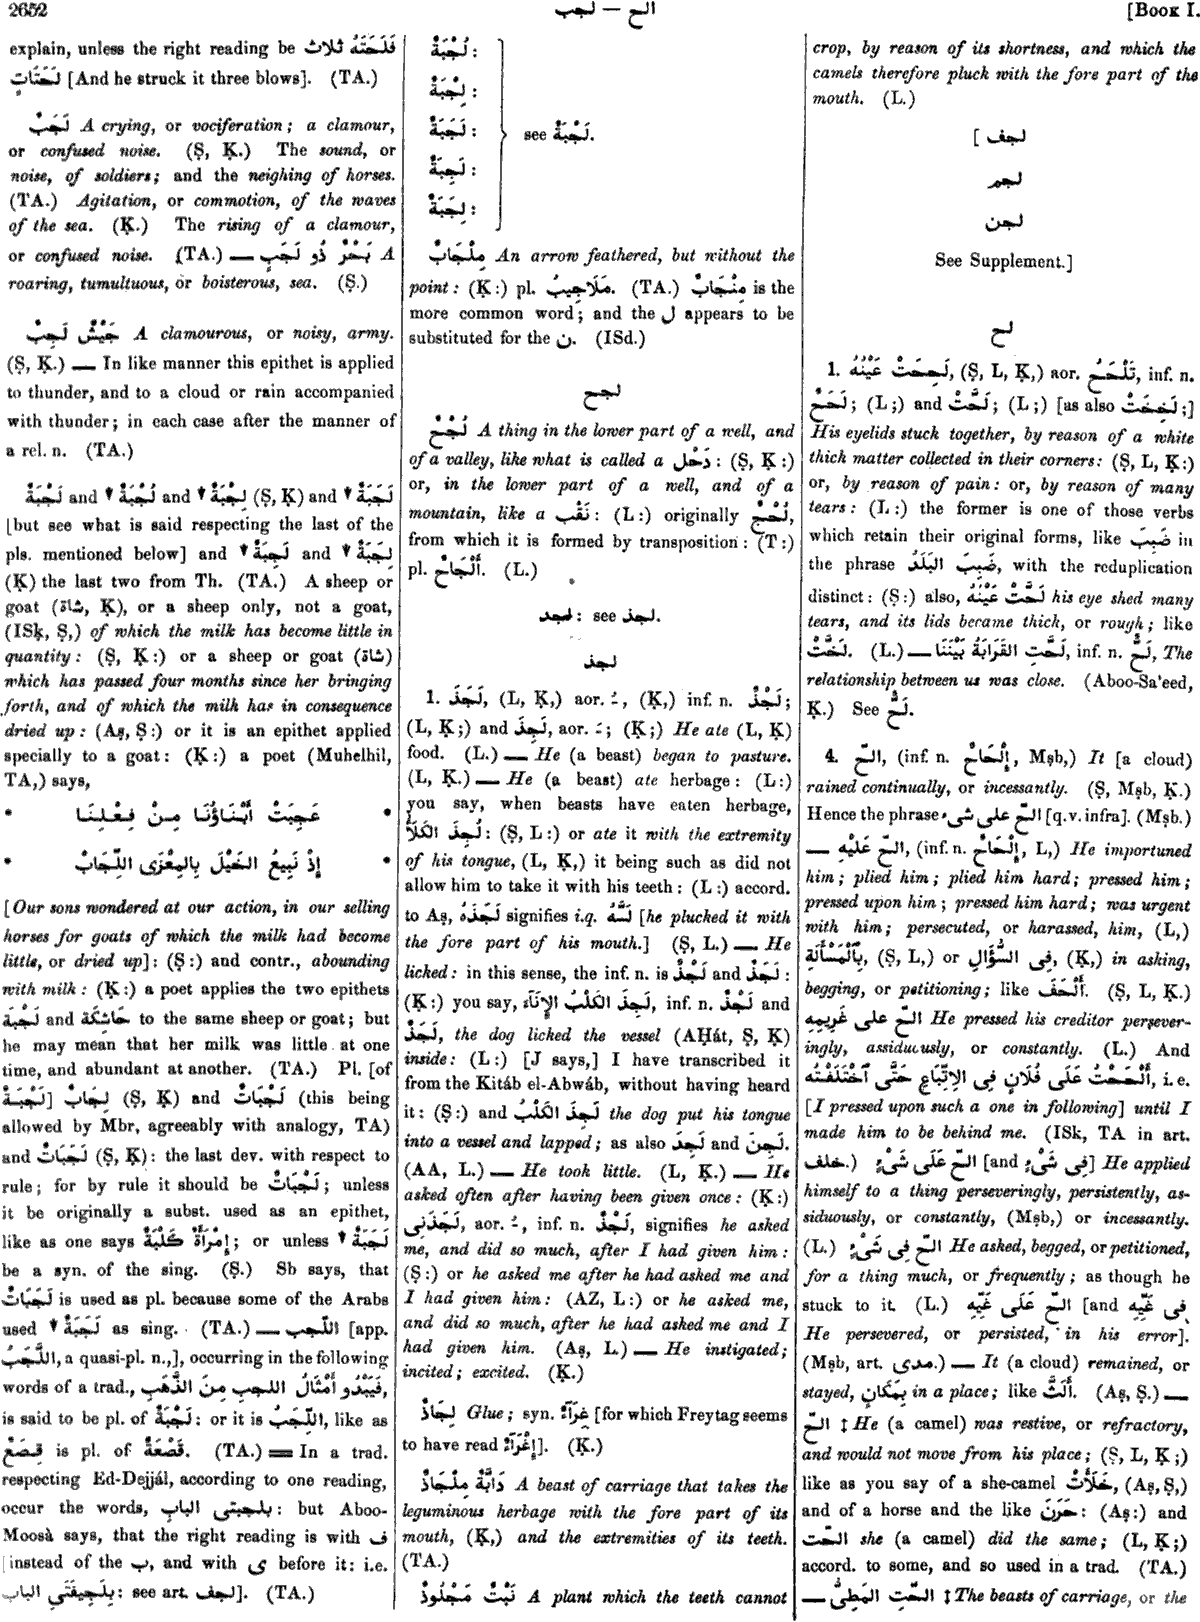 2652
لجب — الح
[Book I.
explain, unless the right reading be فَلَحَتَهُ ثَلَاثَ
لَحَتَاتٍ [And he struck it three blows]. (TA.)
لَجَبٌ A crying, or vociferation; a clamour,
or confused noise. (Ṣ, Ḳ.) The sound, or
noise, of soldiers; and the neighing of horses.
(TA.) Agitation, or commotion, of the waves
of the sea. (Ḳ.) The rising of a clamour,
or confused noise. (TA.) — بَحْرٌ ذُو لَجَبٍ A
roaring, tumultuous, or boisterous, sea. (Ṣ.)
جَيْشٌ لَجِبٌ A clamourous, or noisy, army.
(Ṣ, Ḳ.) — In like manner this epithet is applied
to thunder, and to a cloud or rain accompanied
with thunder; in each case after the manner of
a rel. n. (TA.)
لَجْبَةٌ and ▼ لُجْبَةٌ and ▼ لِجْبَةٌ (Ṣ, Ḳ) and ▼ لَجَبَةٌ
[but see what is said respecting the last of the
pls. mentioned below] and ▼ لَجِبَةٌ and ▼ لِجَبَةٌ
(Ḳ) the last two from Th. (TA.) A sheep or
goat (شاة, Ḳ), or a sheep only, not a goat,
(ISḳ, Ṣ,) of which the milk has become little in
quantity: (Ṣ, Ḳ:) or a sheep or goat (شاة)
which has passed four months since her bringing
forth, and of which the milk has in consequence
dried up: (Aṣ, Ṣ:) or it is an epithet applied
specially to a goat: (Ḳ:) a poet (Muhelhil,
TA,) says,
* عَجِبَتْ أَبْنَاؤُنَا مِنْ فِعْلِنَا *
* إِذْ نَبِيعُ الخَيْلَ بِالمِعْزَى اللِّجَابْ *
[Our sons wondered at our action, in our selling
horses for goats of which the milk had become
little, or dried up]: (Ṣ:) and contr., abounding
with milk: (Ḳ:) a poet applies the two epithets
لَجْبَة and حَاشِكَة to the same sheep or goat; but
he may mean that her milk was little at one
time, and abundant at another. (TA.) Pl. [of
لَجْبَةٌ] لِجَابٌ (Ṣ, Ḳ) and لَجْبَاتٌ (this being
allowed by Mbr, agreeably with analogy, TA)
and لَجَبَاتٌ (Ṣ, Ḳ): the last dev. with respect to
rule; for by rule it should be لَجْبَاتٌ; unless
it be originally a subst. used as an epithet,
like as one says اِمْرَأَةٌ كَلْبَةٌ; or unless ▼ لَجَبَةٌ
be a syn. of the sing. (Ṣ.) Sb says, that
لَجَبَاتٌ is used as pl. because some of the Arabs
used ▼ لَجَبَةٌ as sing. (TA.) — اللّجب [app.
اللَّجَبُ, a quasi-pl. n.,], occurring in the following
words of a trad., فَيَبْدُو أَمْثَالُ اللجب مِنَ الذَّهَبِ,
is said to be pl. of لَجْبَةٌ: or it is اللِّجَبُ, like as
قِصَعٌ is pl. of قَصْعَةٌ. (TA.) = In a trad.
respecting Ed-Dejjál, according to one reading,
occur the words, بلجبتى الباب: but Aboo-
Moosà says, that the right reading is with ف
[instead of the ب, and with ى before it: i.e.
بِلَجِيفَتَىِ الباب: see art. لجف]. (TA.)
لُجْبَةٌ:
لِجْبَةٌ:
لَجَبَةٌ:
لَجِبَةٌ:
لِجَبَةٌ:
see لَجْبَةٌ.
مِلْجَابٌ An arrow feathered, but without the
point: (Ḳ:) pl. مَلَاجِيبُ. (TA.) مِنْجَابٌ is the
more common word; and the ل appears to be
substituted for the ن. (ISd.)
لجح
لُجْحٌ A thing in the lower part of a well, and
of a valley, like what is called a دَحْل: (Ṣ, Ḳ:)
or, in the lower part of a well, and of a
mountain, like a نَقْب: (L:) originally لُحْجٌ,
from which it is formed by transposition: (T:)
pl. أَلْجَاحٌ. (L.)
لجد: see لجذ.
لجذ
1. لَجَذَ, (L, Ḳ,) aor. ـُ, (Ḳ,) inf. n. لَجْذٌ;
(L, Ḳ;) and لَجِذَ, aor. ـَ; (Ḳ;) He ate (L, Ḳ)
food. (L.) — He (a beast) began to pasture.
(L, Ḳ.) — He (a beast) ate herbage: (L:)
you say, when beasts have eaten herbage,
لُجِذَ الكَلَأُ: (Ṣ, L:) or ate it with the extremity
of his tongue, (L, Ḳ,) it being such as did not
allow him to take it with his teeth: (L:) accord.
to Aṣ, لَجَذَهُ signifies i.q. لَسَّهُ [he plucked it with
the fore part of his mouth.] (Ṣ, L.) — He
licked: in this sense, the inf. n. is لَجْذٌ and لَجَذٌ:
(Ḳ:) you say, لَجِذَ الكَلْبُ الإِنَآءَ, inf. n. لَجْذٌ and
لَجَذٌ, the dog licked the vessel (AḤát, Ṣ, Ḳ)
inside: (L:) [J says,] I have transcribed it
from the Kitáb el-Abwáb, without having heard
it: (Ṣ:) and لَجِذَ الكَلْبُ the dog put his tongue
into a vessel and lapped; as also لَجِدَ and لَجِنَ.
(AA, L.) — He took little. (L, Ḳ.) — He
asked often after having been given once: (Ḳ:)
لَجَذَنِى, aor. ـُ, inf. n. لَجْذٌ, signifies he asked
me, and did so much, after I had given him:
(Ṣ:) or he asked me after he had asked me and
I had given him: (AZ, L:) or he asked me,
and did so much, after he had asked me and I
had given him. (Aṣ, L.) — He instigated;
incited; excited. (Ḳ.)
لِجَاذٌ Glue; syn. غِرَآءٌ [for which Freytag seems
to have read إِغْرَآءٌ]. (Ḳ.)
دَابَّةٌ مِلْجَاذٌ A beast of carriage that takes the
leguminous herbage with the fore part of its
mouth, (Ḳ,) and the extremities of its teeth.
(TA.)
نَبْتٌ مَلْجُوذٌ A plant which the teeth cannot
crop, by reason of its shortness, and which the
camels therefore pluck with the fore part of the
mouth. (L.)
[ لجف
لجم
لجن
See Supplement.]
لح
1. لَحِحَتْ عَيْنُهُ, (Ṣ, L, Ḳ,) aor. تَلْحَحُ, inf. n.
لَحَحٌ; (L;) and لَحَّتْ; (L;) [as also لَخِخَتْ;]
His eyelids stuck together, by reason of a white
thick matter collected in their corners: (Ṣ, L, Ḳ:)
or, by reason of pain: or, by reason of many
tears: (L:) the former is one of those verbs
which retain their original forms, like ضَبِبَ in
the phrase ضَبِبَ البَلَدُ, with the reduplication
distinct: (Ṣ:) also, لَحَّتْ عَيْنُهُ his eye shed many
tears, and its lids became thick, or rough; like
لَخَّتْ. (L.) — لَحَّتِ القَرَابَةُ بَيْنَنَا, inf. n. لَحٌّ, The
relationship between us was close. (Aboo-Sa'eed,
Ḳ.) See لَحٌّ.
4. الحّ, (inf. n. إِلْحَاحٌ, Mṣb,) It [a cloud]
rained continually, or incessantly. (Ṣ, Mṣb, Ḳ.)
Hence the phrase الحّ على شىء [q. v. infra]. (Mṣb.)
— الحّ عَلَيْهِ, (inf. n. إِلْحَاحٌ, L,) He importuned
him; plied him; plied him hard; pressed him;
pressed upon him; pressed him hard; was urgent
with him; persecuted, or harassed, him, (L,)
بِالْمَسْأَلَةِ, (Ṣ, L,) or فِى السُّؤَالِ, (Ḳ,) in asking,
begging, or petitioning; like أَلْحَفَ. (Ṣ, L, Ḳ.)
الحّ على غَرِيمِهِ He pressed his creditor persever-
ingly, assiduously, or constantly. (L.) And
أَلْحَحْتُ عَلَى فُلَانٍ فِى الاِتِّبَاعِ حَتَّى ٱخْتَلَفْتُه, i. e.
[I pressed upon such a one in following] until I
made him to be behind me. (ISk, TA in art.
خلف.) الحّ عَلَى شَىْءٍ [and فِى شَىْءٍ] He applied
himself to a thing perseveringly, persistently, as-
siduously, or constantly, (Mṣb,) or incessantly.
(L.) الحّ فِى شَىْءٍ He asked, begged, or petitioned,
for a thing much, or frequently; as though he
stuck to it. (L.) الحّ عَلَى غَيِّهِ [and فى غَيِّهِ
He persevered, or persisted, in his error].
(Mṣb, art. مدى.) — It (a cloud) remained, or
stayed, بِمَكَانٍ in a place; like أَلَثَّ. (Aṣ, Ṣ.) —
الحّ ‡ He (a camel) was restive, or refractory,
and would not move from his place; (Ṣ, L, Ḳ;)
like as you say of a she-camel خَلَأَتْ, (Aṣ, Ṣ,)
and of a horse and the like حَرَنَ: (Aṣ:) and
الحّت she (a camel) did the same; (L, Ḳ;)
accord. to some, and so used in a trad. (TA.)
— الحّتِ المَطِىُّ ‡ The beasts of carriage, or the